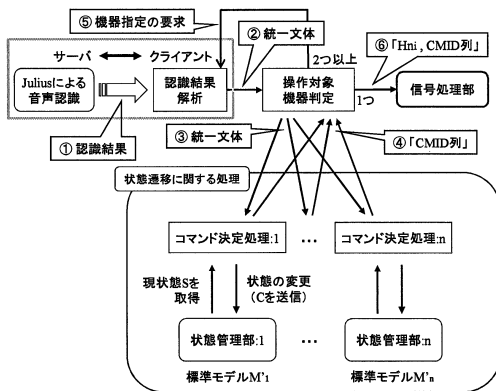 ⑤機器指定の要求
②統一文体
サーバ
クライアント
2つ以上
⑥「Hni , CMID列」
Juliusによる
音声認識
認識結果
解析
操作対象
機器判定
1つ
信号処理部
①認識結果
③統一文体
④「CMID列」
状態遷移に関する処理
コマンド決定処理:1
…
コマンド決定処理:n
現状態Sを
取得
状態の変更
(Cを送信)
状態管理部:1
…
状態管理部:n
標準モデルM'1
標準モデルM'n